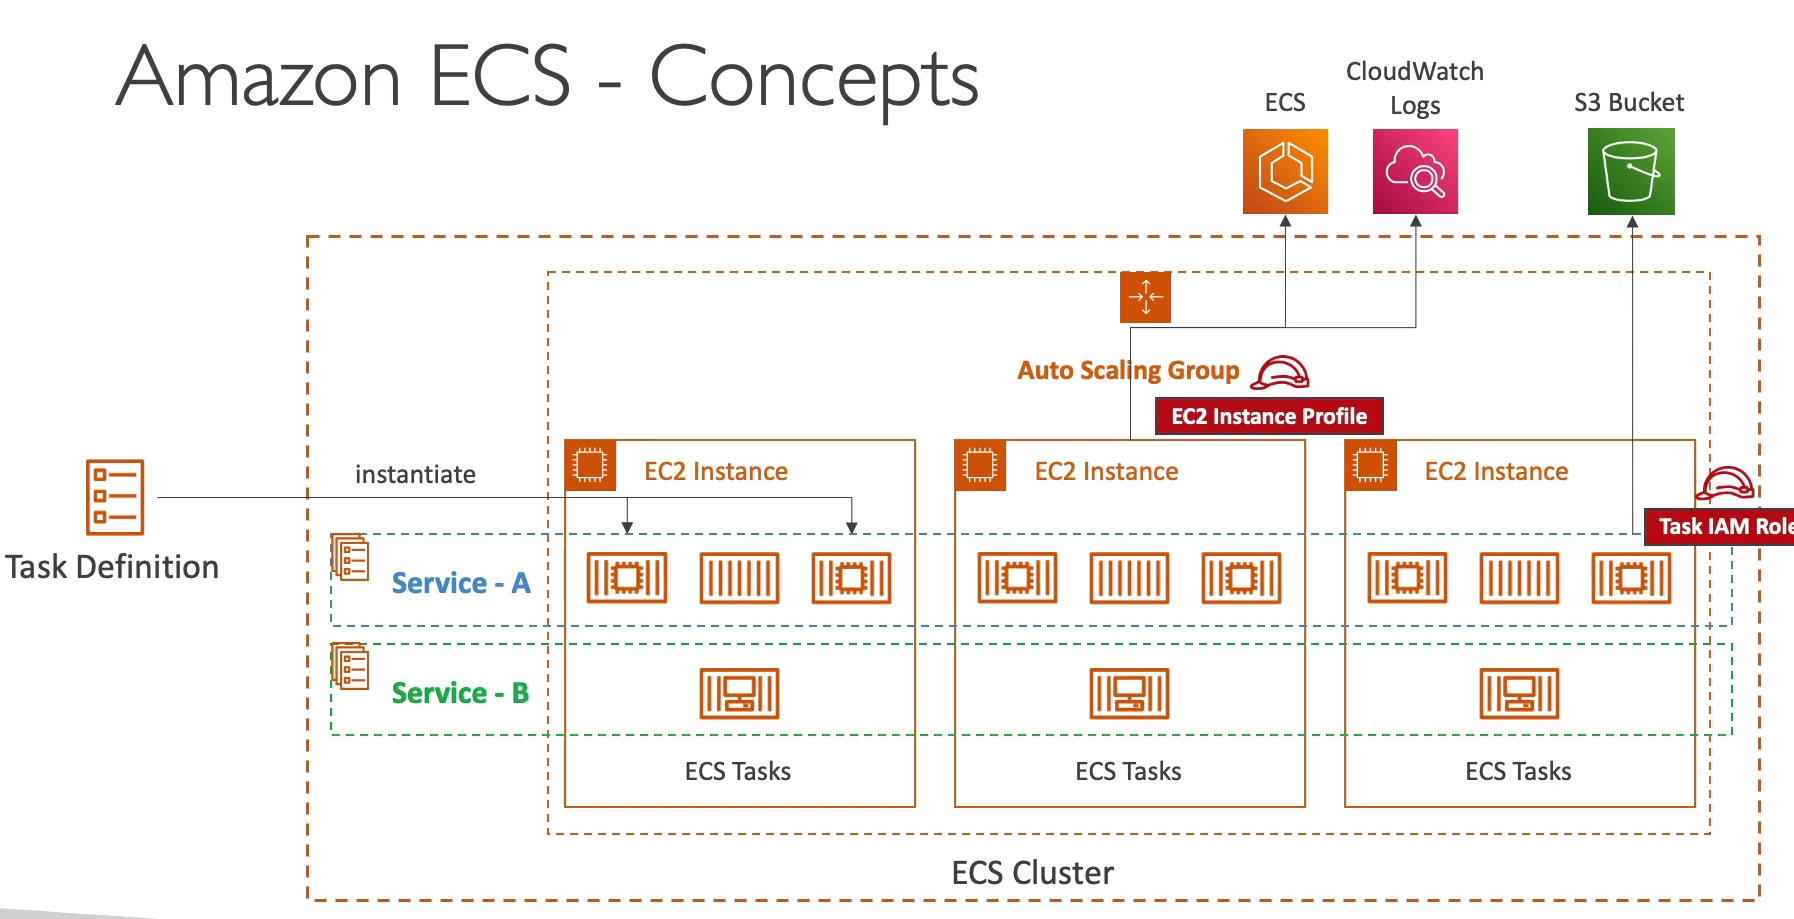 Amazon ECS - Concepts
CloudWatch
Logs
ECS
S3 Bucket
Auto Scaling Group
EC2 Instance Profile
instantiate
EC2 Instance
EC2 Instance
EC2 Instance
Task IAM Role
Task Definition
Service - A
Service - B
ECS Tasks
ECS Tasks
ECS Tasks
ECS Cluster